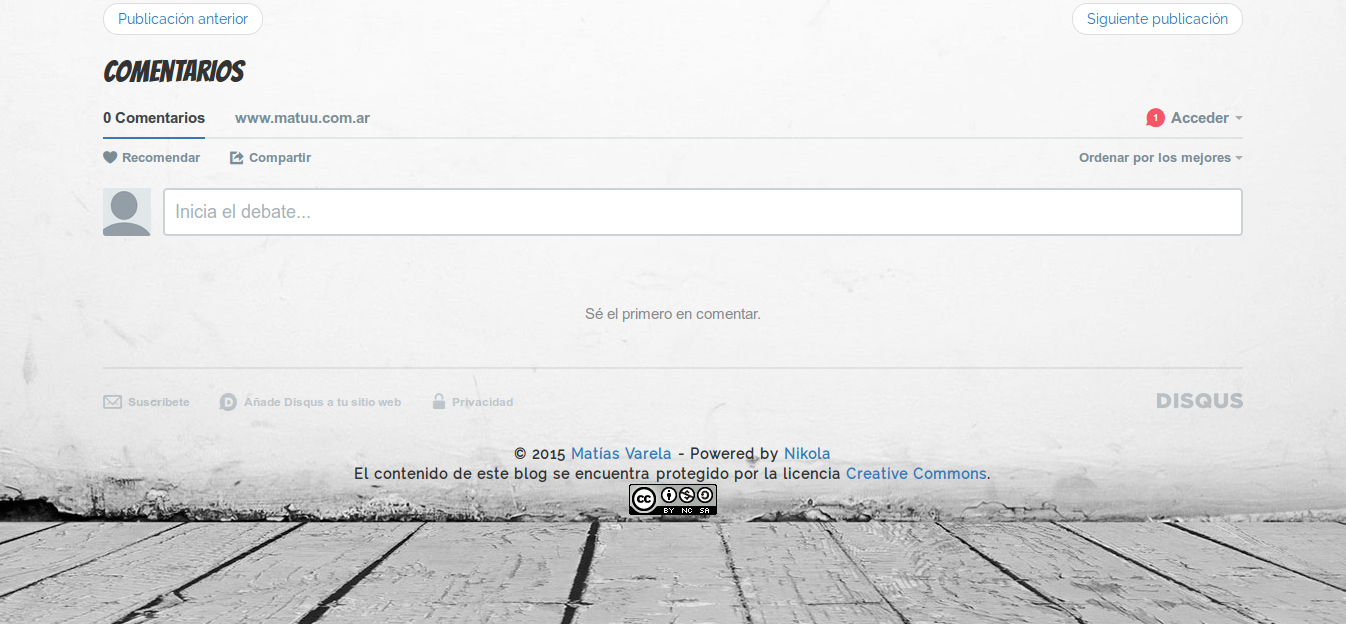 Publicación anterior
Siguiente publicación
COMENTARIOS
0 Comentarios
www.matuu.com.ar
1 Acceder
Recomendar
Compartir
Ordenar por los mejores
Inicia el debate...
Sé el primero en comentar.
Suscríbete
D Añade Disqus a tu sitio web
Privacidad
DISQUS
© 2015 Matías Varela - Powered by Nikola
El contenido de este blog se encuentra protegido por la licencia Creative Commons.
cc
BY NC SA